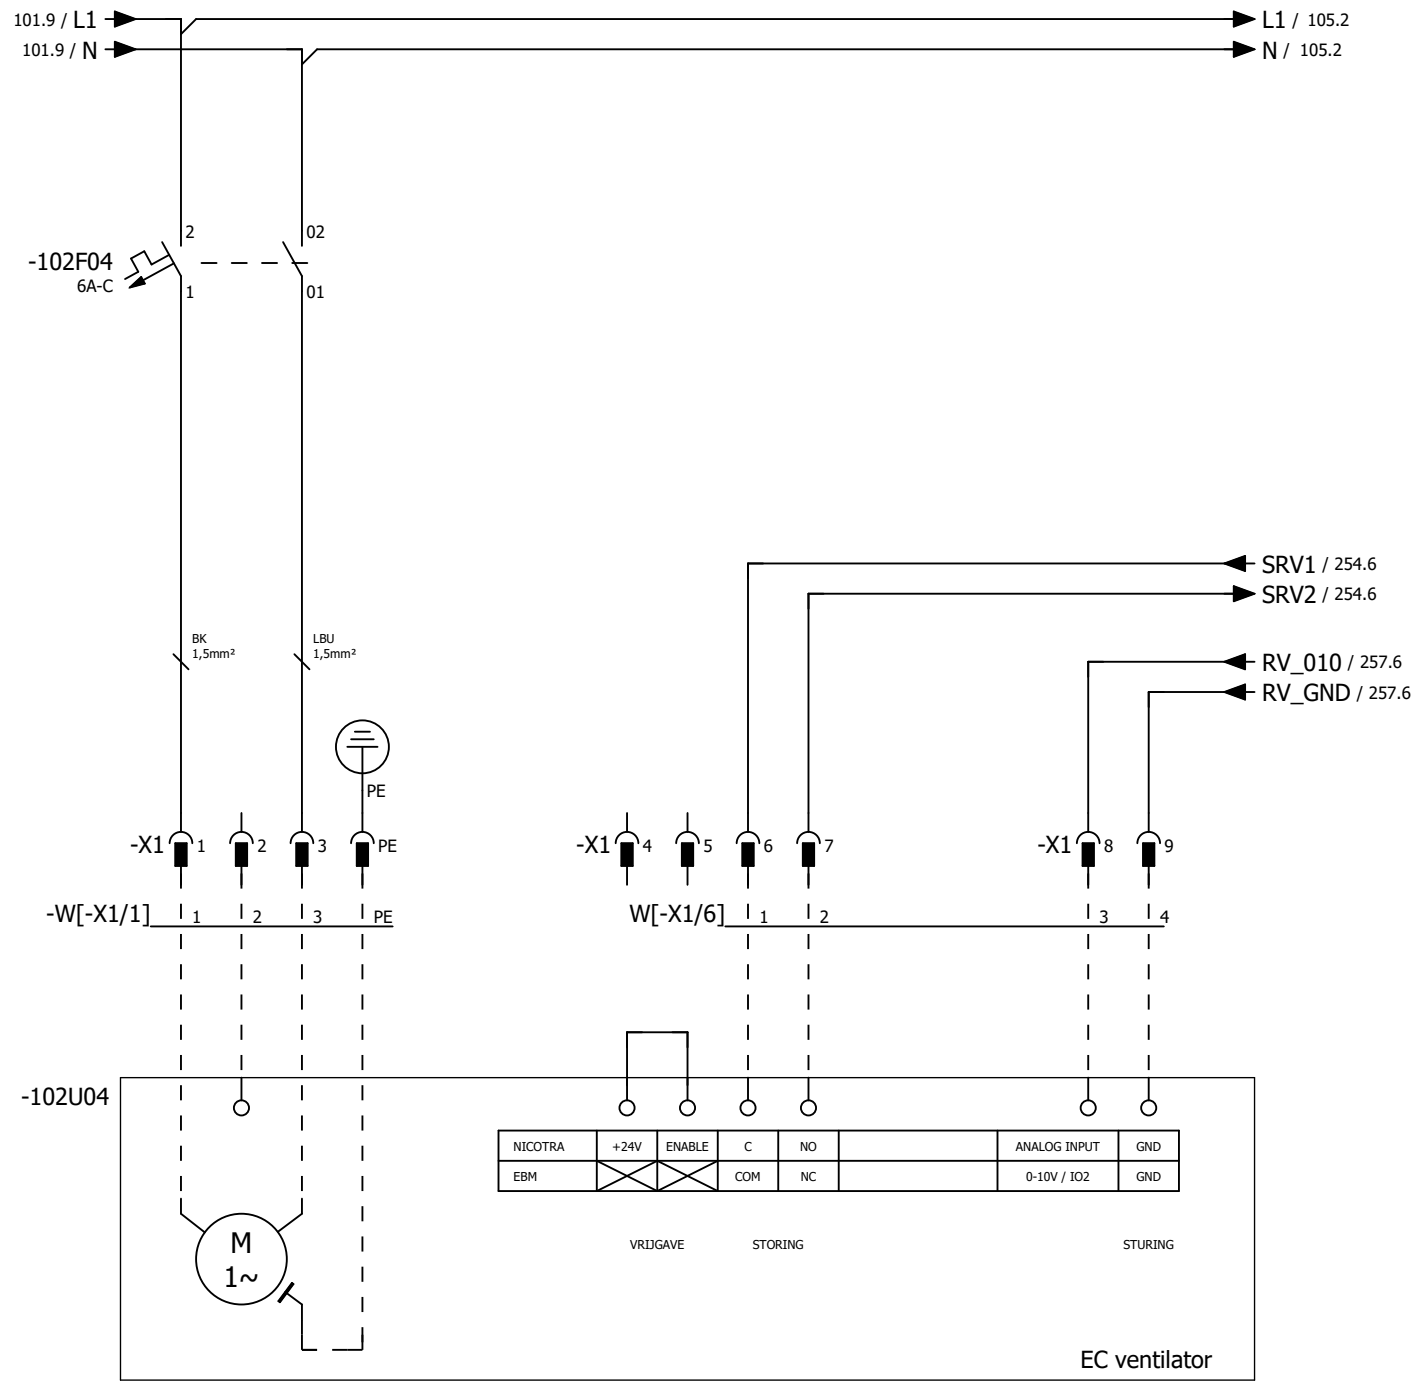 101.9 / L1
L1 / 105.2
101.9 / N
N / 105.2
2
02
-102F04
6A-C
1
01
SRV1 / 254.6
SRV2 / 254.6
BK
1,5mm²
LBU
1,5mm²
RV_010 / 257.6
RV_GND / 257.6
PE
-X1 1 2 3 PE
-X1 4 5 6 7
-X1 8 9
-W[-X1/1] 1 2 3 PE
W[-X1/6] 1 2 3 4
-102U04
NICOTRA +24V ENABLE C NO ANALOG INPUT GND
EBM COM NC 0-10V / IO2 GND
VRIJGAVE STORING STURING
M
1~
EC ventilator